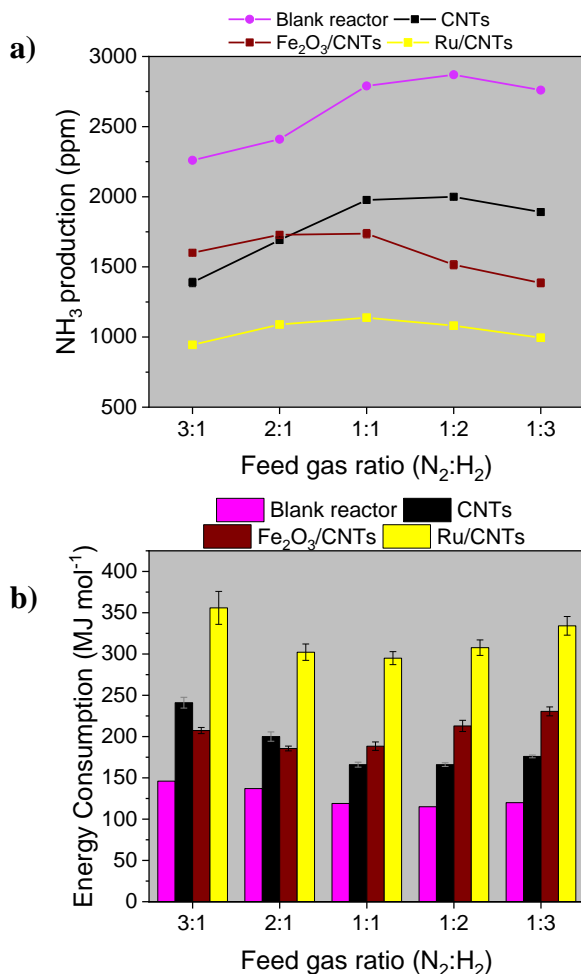 a)
Blank reactor CNTs
Fe₂O₃/CNTs Ru/CNTs
3000
2500
2000
1500
1000
500
NH₃ production (ppm)
3:1 2:1 1:1 1:2 1:3
Feed gas ratio (N₂:H₂)
b)
Blank reactor CNTs
Fe₂O₃/CNTs Ru/CNTs
400
350
300
250
200
150
100
50
0
Energy Consumption (MJ mol⁻¹)
3:1 2:1 1:1 1:2 1:3
Feed gas ratio (N₂:H₂)